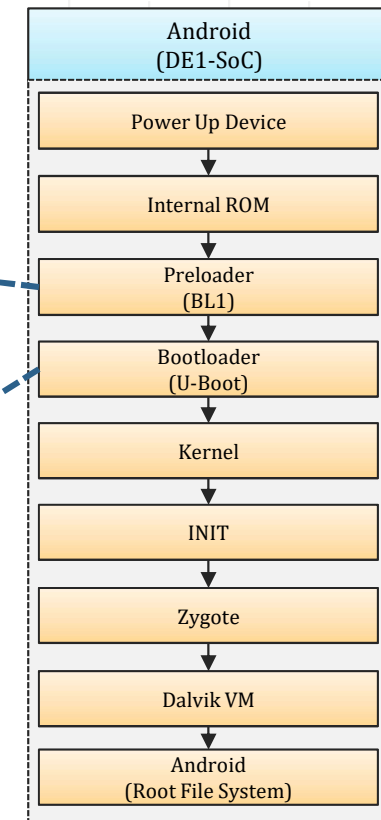 Android
(DE1-SoC)
Power Up Device
Internal ROM
Preloader
(BL1)
Bootloader
(U-Boot)
Kernel
INIT
Zygote
Dalvik VM
Android
(Root File System)